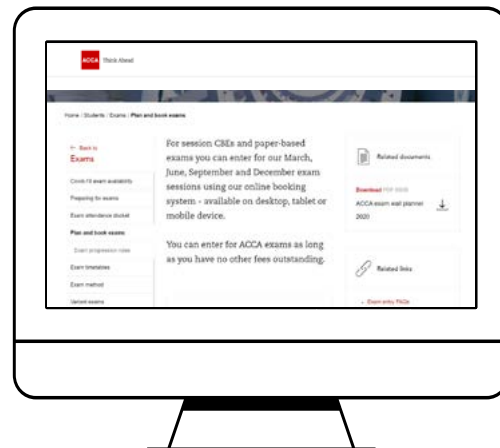 ACCA Think Ahead
Home / Students / Exams / Plan and book exams
← Back to
Exams
Covid-19 exam availability
Preparing for exams
Exam attendance docket
Plan and book exams
Exam progression rules
Exam timetables
Exam method
Variant exams
For session CBEs and paper-based
exams you can enter for our March,
June, September and December exam
sessions using our online booking
system - available on desktop, tablet or
mobile device.
You can enter for ACCA exams as long
as you have no other fees outstanding.
Related documents
Download PDF
ACCA exam wall planner
2020
Related links
Exam entry FAQs